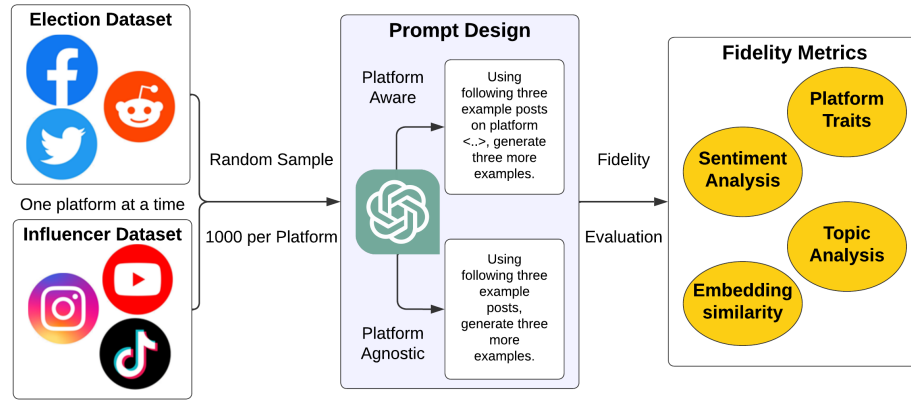 Election Dataset
One platform at a time
Influencer Dataset
Random Sample
1000 per Platform
Prompt Design
Platform
Aware
Using
following three
example posts
on platform
<..>, generate
three more
examples.
Platform
Agnostic
Using
following three
example
posts,
generate three
more
examples.
Fidelity
Evaluation
Fidelity Metrics
Platform
Traits
Sentiment
Analysis
Topic
Analysis
Embedding
similarity